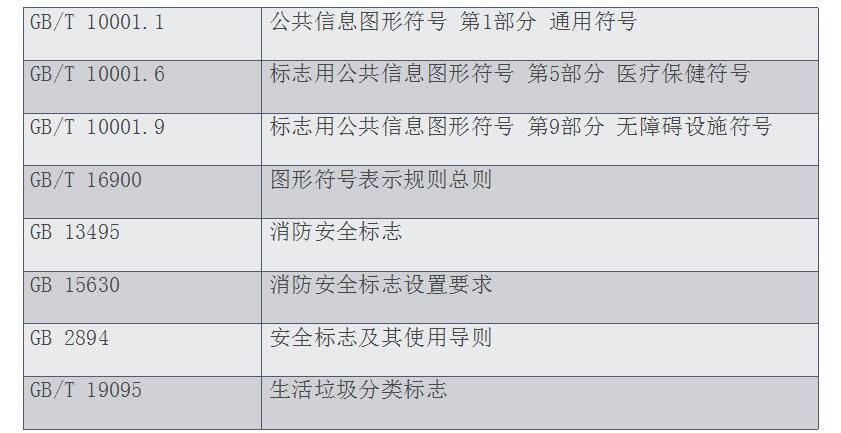 GB/T 10001.1 公共信息图形符号 第1部分 通用符号
GB/T 10001.6 标志用公共信息图形符号 第5部分 医疗保健符号
GB/T 10001.9 标志用公共信息图形符号 第9部分 无障碍设施符号
GB/T 16900 图形符号表示规则总则
GB 13495 消防安全标志
GB 15630 消防安全标志设置要求
GB 2894 安全标志及其使用导则
GB/T 19095 生活垃圾分类标志